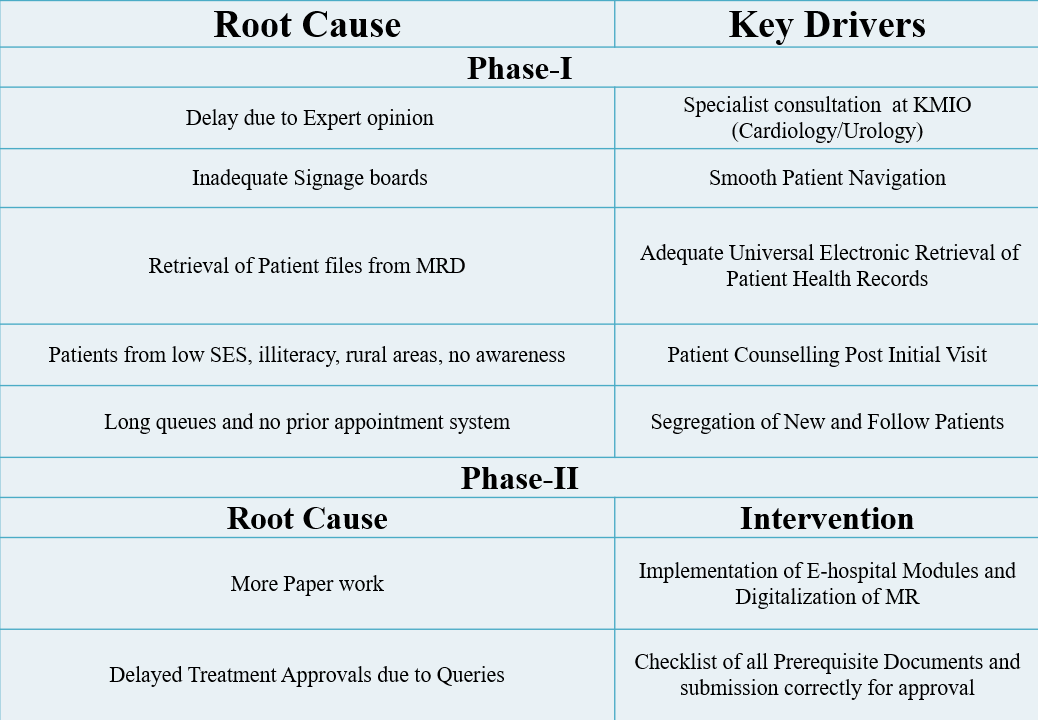 Root Cause
Key Drivers
Phase-I
Delay due to Expert opinion
Specialist consultation at KMIO
(Cardiology/Urology)
Inadequate Signage boards
Smooth Patient Navigation
Retrieval of Patient files from MRD
Adequate Universal Electronic Retrieval of
Patient Health Records
Patients from low SES, illiteracy, rural areas, no awareness
Patient Counselling Post Initial Visit
Long queues and no prior appointment system
Segregation of New and Follow Patients
Phase-II
Root Cause
Intervention
More Paper work
Implementation of E-hospital Modules and
Digitalization of MR
Delayed Treatment Approvals due to Queries
Checklist of all Prerequisite Documents and
submission correctly for approval